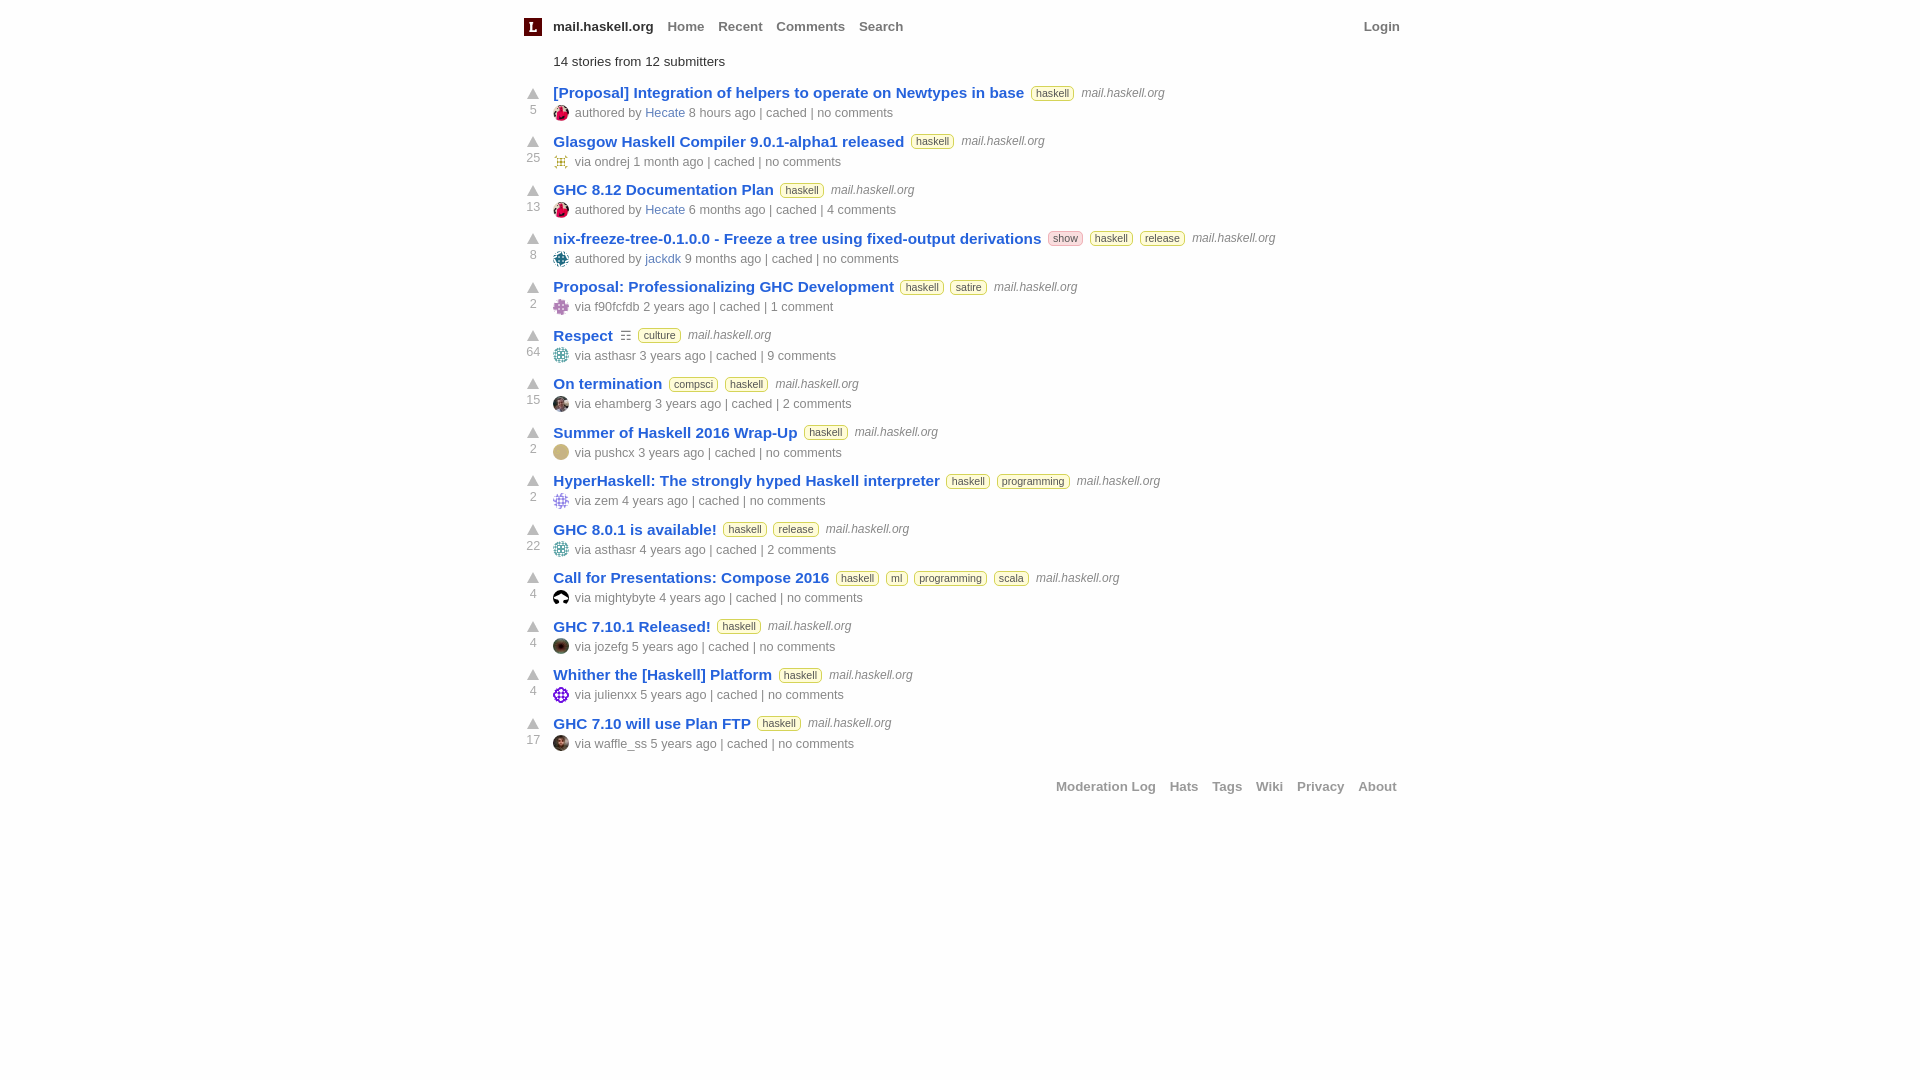 L mail.haskell.org Home Recent Comments Search Login
14 stories from 12 submitters
[Proposal] Integration of helpers to operate on Newtypes in base haskell mail.haskell.org
5 authored by Hecate 8 hours ago | cached | no comments
Glasgow Haskell Compiler 9.0.1-alpha1 released haskell mail.haskell.org
25 via ondrej 1 month ago | cached | no comments
GHC 8.12 Documentation Plan haskell mail.haskell.org
13 authored by Hecate 6 months ago | cached | 4 comments
nix-freeze-tree-0.1.0.0 - Freeze a tree using fixed-output derivations show haskell release mail.haskell.org
8 authored by jackdk 9 months ago | cached | no comments
Proposal: Professionalizing GHC Development haskell satire mail.haskell.org
2 via f90fcfdb 2 years ago | cached | 1 comment
Respect ☶ culture mail.haskell.org
64 via asthasr 3 years ago | cached | 9 comments
On termination compsci haskell mail.haskell.org
15 via ehamberg 3 years ago | cached | 2 comments
Summer of Haskell 2016 Wrap-Up haskell mail.haskell.org
2 via pushcx 3 years ago | cached | no comments
HyperHaskell: The strongly hyped Haskell interpreter haskell programming mail.haskell.org
2 via zem 4 years ago | cached | no comments
GHC 8.0.1 is available! haskell release mail.haskell.org
22 via asthasr 4 years ago | cached | 2 comments
Call for Presentations: Compose 2016 haskell ml programming scala mail.haskell.org
4 via mightybyte 4 years ago | cached | no comments
GHC 7.10.1 Released! haskell mail.haskell.org
4 via jozefg 5 years ago | cached | no comments
Whither the [Haskell] Platform haskell mail.haskell.org
4 via julienxx 5 years ago | cached | no comments
GHC 7.10 will use Plan FTP haskell mail.haskell.org
17 via waffle_ss 5 years ago | cached | no comments
Moderation Log Hats Tags Wiki Privacy About